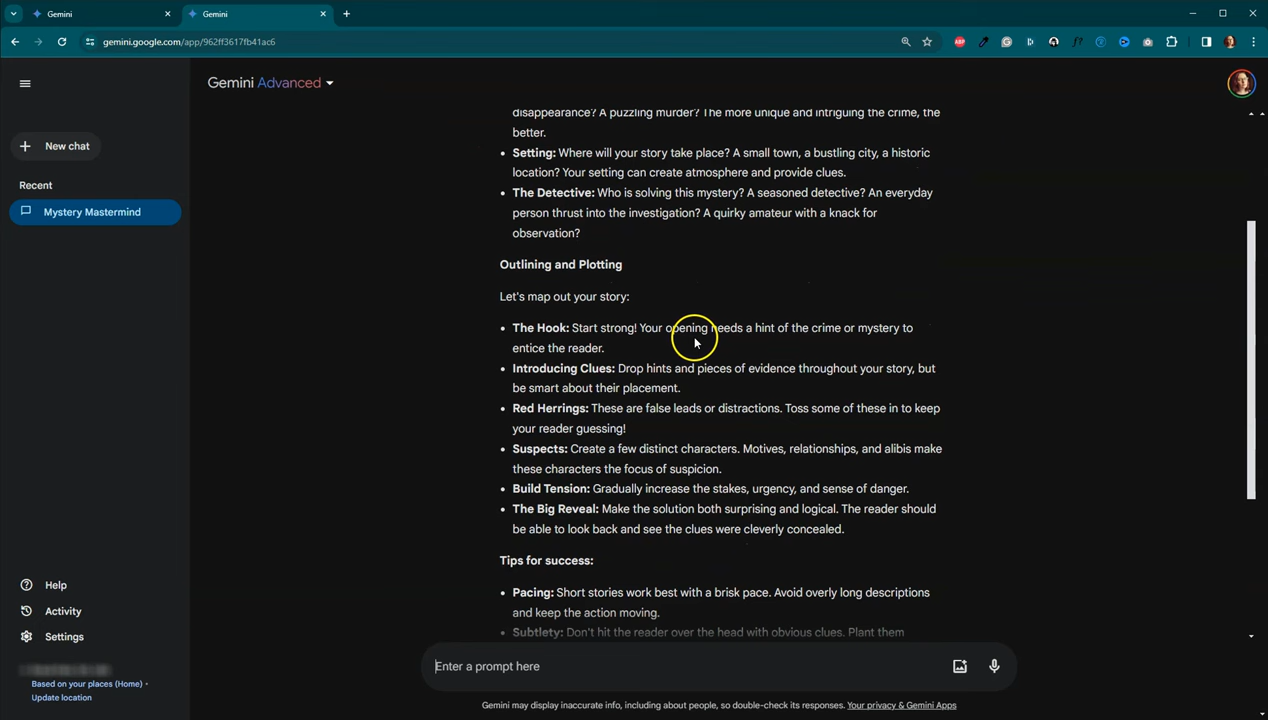 Gemini
Gemini
gemini.google.com/app/962ff3617fb41ac6
Gemini Advanced
New chat
Recent
Mystery Mastermind
disappearance? A puzzling murder? The more unique and intriguing the crime, the
better.
• Setting: Where will your story take place? A small town, a bustling city, a historic
location? Your setting can create atmosphere and provide clues.
• The Detective: Who is solving this mystery? A seasoned detective? An everyday
person thrust into the investigation? A quirky amateur with a knack for
observation?
Outlining and Plotting
Let's map out your story:
• The Hook: Start strong! Your opening needs a hint of the crime or mystery to
entice the reader.
• Introducing Clues: Drop hints and pieces of evidence throughout your story, but
be smart about their placement.
• Red Herrings: These are false leads or distractions. Toss some of these in to keep
your reader guessing!
• Suspects: Create a few distinct characters. Motives, relationships, and alibis make
these characters the focus of suspicion.
• Build Tension: Gradually increase the stakes, urgency, and sense of danger.
• The Big Reveal: Make the solution both surprising and logical. The reader should
be able to look back and see the clues were cleverly concealed.
Tips for success:
• Pacing: Short stories work best with a brisk pace. Avoid overly long descriptions
and keep the action moving.
• Subtlety: Don't hit the reader over the head with obvious clues. Plant them
Help
Activity
Settings
Based on your places (Home) •
Update location
Enter a prompt here
Gemini may display inaccurate info, including about people, so double-check its responses. Your privacy & Gemini Apps